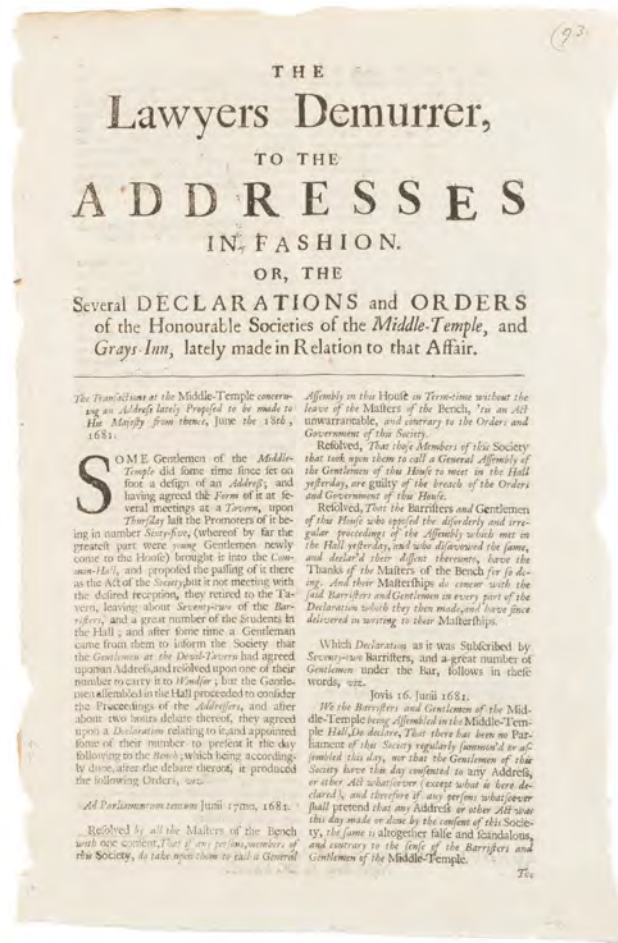 (93
THE
Lawyers Demurrer,
TO THE
ADDRESSES
IN FASHION.
OR, THE
Several DECLARATIONS and ORDERS
of the Honourable Societies of the Middle-Temple, and
Grays-Inn, lately made in Relation to that Affair.
The Transactions at the Middle-Temple concern-
ing an Address lately Proposed to be made to
His Majesty from thence, June the 18th,
1681.
SOME Gentlemen of the Middle-
Temple did some time since set on
foot a design of an Address; and
having agreed the Form of it at se-
veral meetings at a Tavern, upon
Thursday last the Promoters of it be-
ing in number Sixty-five, (whereof by far the
greatest part were young Gentlemen newly
come to the House) brought it into the Com-
mon-Hall, and proposed the passing of it there
as the Act of the Society, but it not meeting with
the desired reception, they retired to the Ta-
vern, leaving about Seventy-two of the Bar-
risters, and a great number of the Students in
the Hall; and after some time a Gentleman
came from them to inform the Society that
the Gentlemen at the Devil-Tavern had agreed
upon an Address, and resolved upon one of their
number to carry it to Windsor; but the Gentle-
men assembled in the Hall proceeded to consider
the Proceedings of the Addressers, and after
about two hours debate thereof, they agreed
upon a Declaration relating to it, and appointed
some of their number to present it the day
following to the Bench; which being according-
ly done, after the debate thereof, it produced
the following Orders, viz.
Ad Parliamentum tentum Junii 17mo, 1681.
Resolved by all the Masters of the Bench
with one consent, That if any persons, members of
this Society, do take upon them to call a General
Assembly in this House in Term-time without the
leave of the Masters of the Bench, 'tis an Act
unwarrantable, and contrary to the Orders and
Government of this Society.
Resolved, That those Members of this Society
that took upon them to call a General Assembly of
the Gentlemen of this House to meet in the Hall
yesterday, are guilty of the breach of the Orders
and Government of this House.
Resolved, That the Barristers and Gentlemen
of this House who opposed the disorderly and irre-
gular proceedings of the Assembly which met in
the Hall yesterday, and who disavowed the same,
and declar'd their dissent thereunto, have the
Thanks of the Masters of the Bench for so do-
ing. And their Masterships do concur with the
said Barristers and Gentlemen in every part of the
Declaration which they then made, and have since
delivered in writing to their Masterships.
Which Declaration as it was Subscribed by
Seventy-two Barristers, and a great number of
Gentlemen under the Bar, follows in these
words, viz.
Jovis 16. Junii 1681.
We the Barristers and Gentlemen of the Mid-
dle-Temple being Assembled in the Middle-Tem-
ple Hall, Do declare, That there has been no Par-
liament of this Society regularly summon'd or as-
sembled this day, nor that the Gentlemen of this
Society have this day consented to any Address,
or other Act whatsoever (except what is here de-
clared), and therefore if any persons whatsoever
shall pretend that any Address or other Act was
this day made or done by the consent of this Socie-
ty, the same is altogether false and scandalous,
and contrary to the sense of the Barristers and
Gentlemen of the Middle-Temple.
The